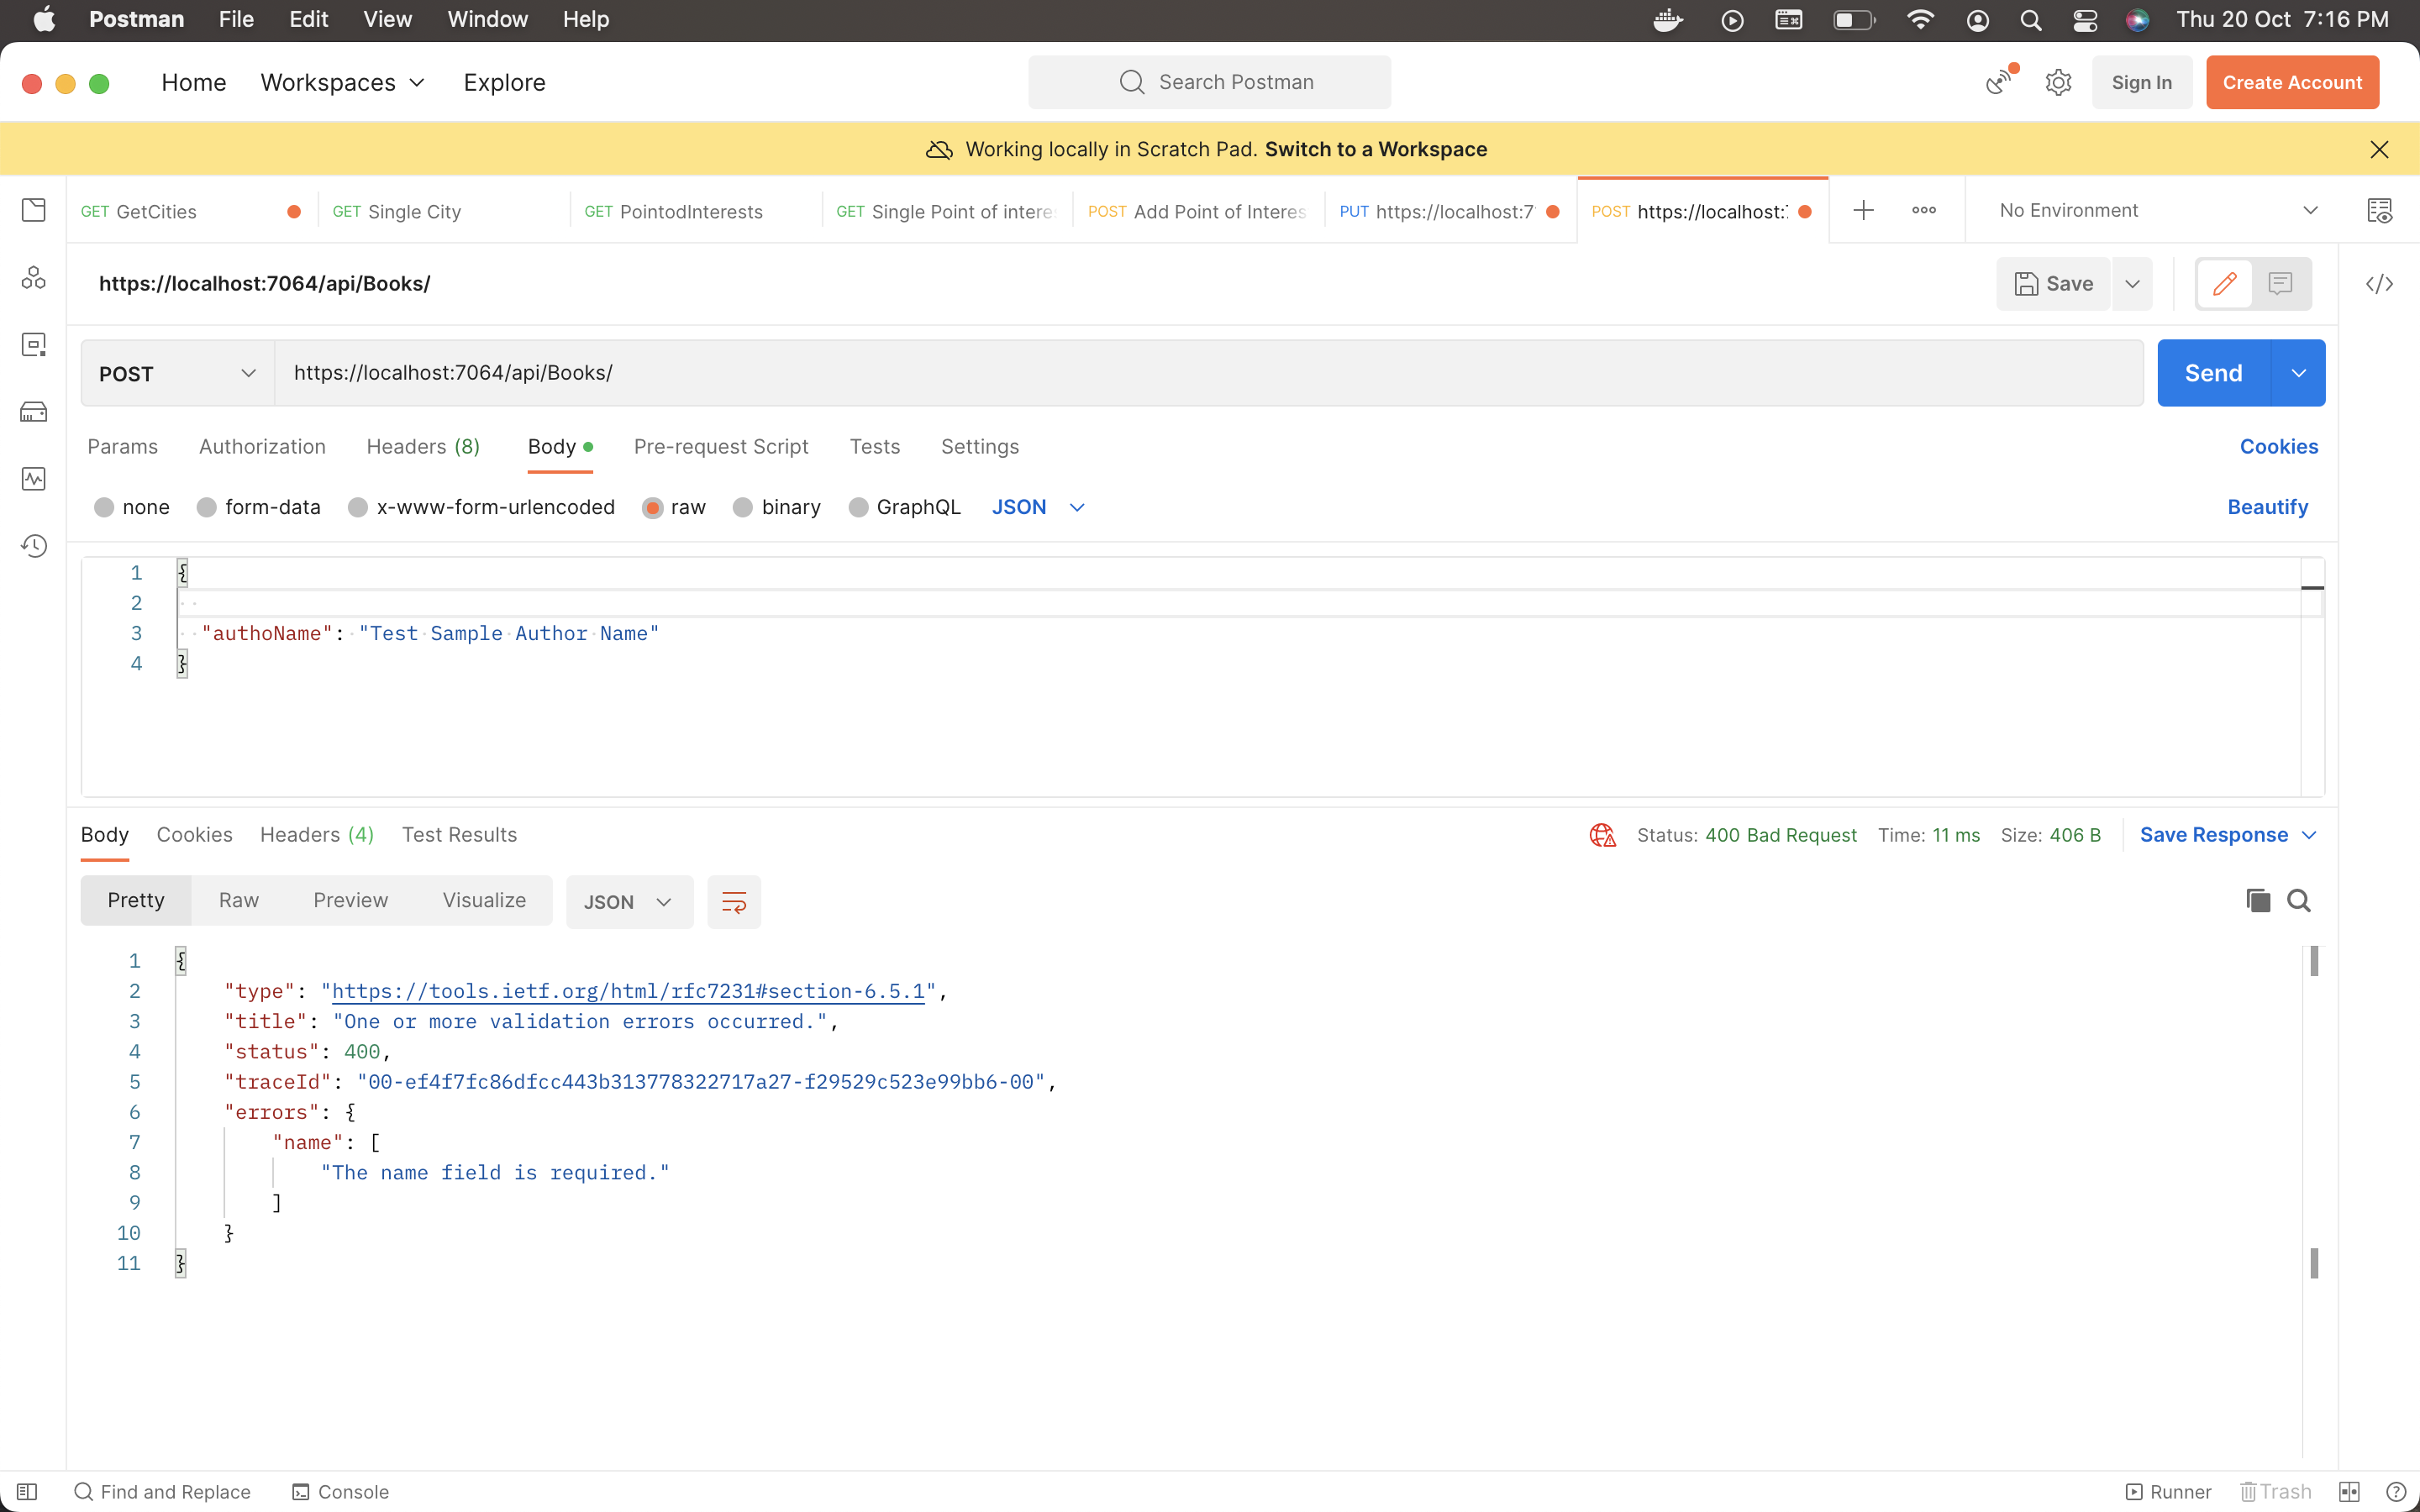 Postman File Edit View Window Help Thu 20 Oct 7:16 PM
Home Workspaces Explore Search Postman Sign In Create Account
Working locally in Scratch Pad. Switch to a Workspace
GET GetCities GET Single City GET PointodInterests GET Single Point of intere POST Add Point of Interes PUT https://localhost:7 POST https://localhost: No Environment
https://localhost:7064/api/Books/ Save
POST https://localhost:7064/api/Books/ Send
Params Authorization Headers (8) Body Pre-request Script Tests Settings Cookies
none form-data x-www-form-urlencoded raw binary GraphQL JSON Beautify
1 {
2
3 "authoName": "Test Sample Author Name"
4 }
Body Cookies Headers (4) Test Results Status: 400 Bad Request Time: 11 ms Size: 406 B Save Response
Pretty Raw Preview Visualize JSON
1 {
2 "type": "https://tools.ietf.org/html/rfc7231#section-6.5.1",
3 "title": "One or more validation errors occurred.",
4 "status": 400,
5 "traceId": "00-ef4f7fc86dfcc443b313778322717a27-f29529c523e99bb6-00",
6 "errors": {
7 "name": [
8 "The name field is required."
9 ]
10 }
11 }
Find and Replace Console Runner Trash